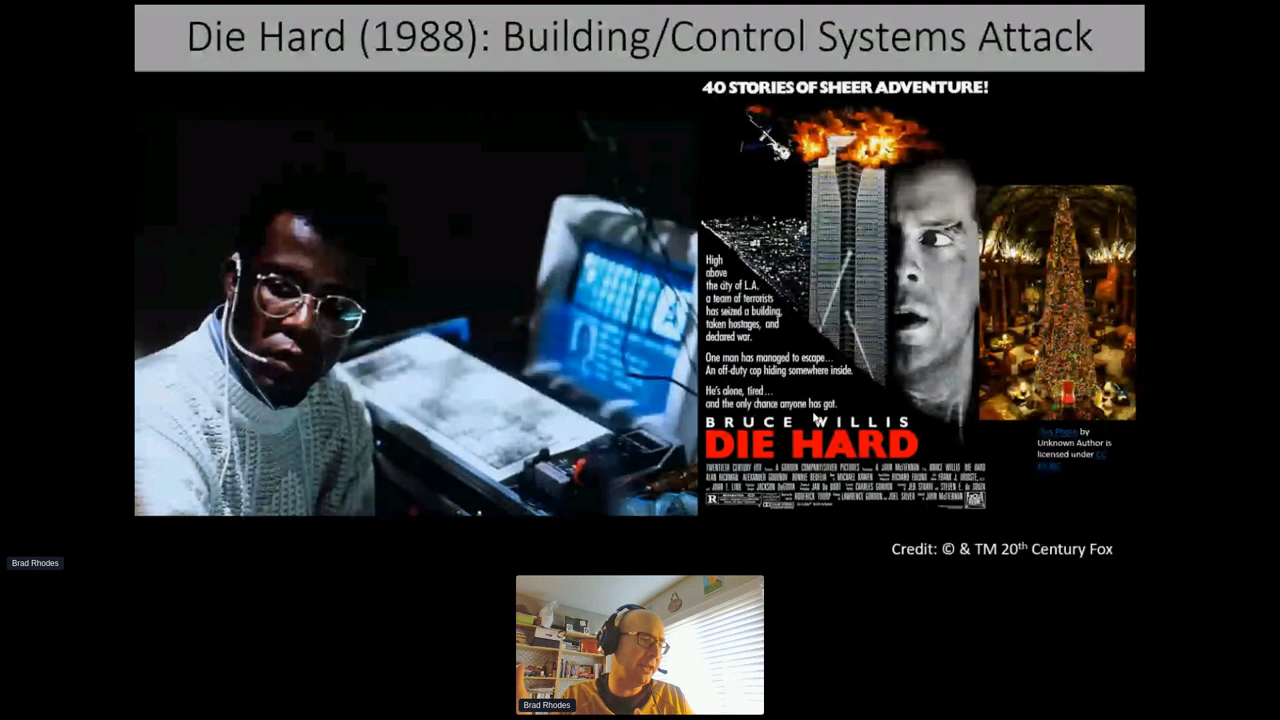 Die Hard (1988): Building/Control Systems Attack
40 STORIES OF SHEER ADVENTURE!
High
above
the city of L.A.
a team of terrorists
has seized a building,
taken hostages, and
declared war.
One man has managed to escape...
An off-duty cop hiding somewhere inside.
He's alone, tired...
and the only chance anyone has got.
BRUCE WILLIS
DIE HARD
This Photo by
Unknown Author is
licensed under CC
Credit: © & TM 20th Century Fox
Brad Rhodes
Brad Rhodes